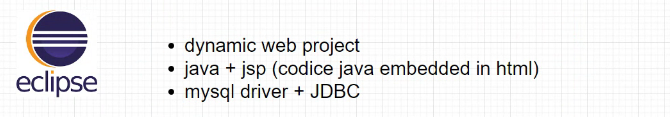 eclipse
dynamic web project
java + jsp (codice java embedded in html)
mysql driver + JDBC